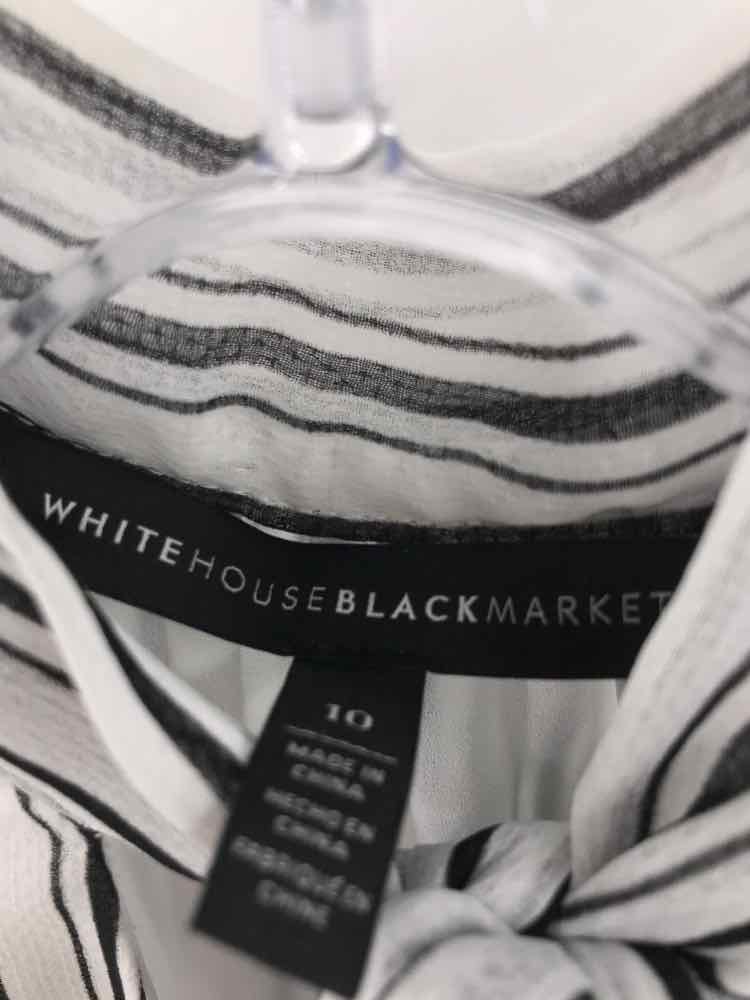 WHITEHOUSEBLACKMARKET
10
MADE IN
CHINA
HECHO EN
CHINA
FABRIQUÉ EN
CHINE